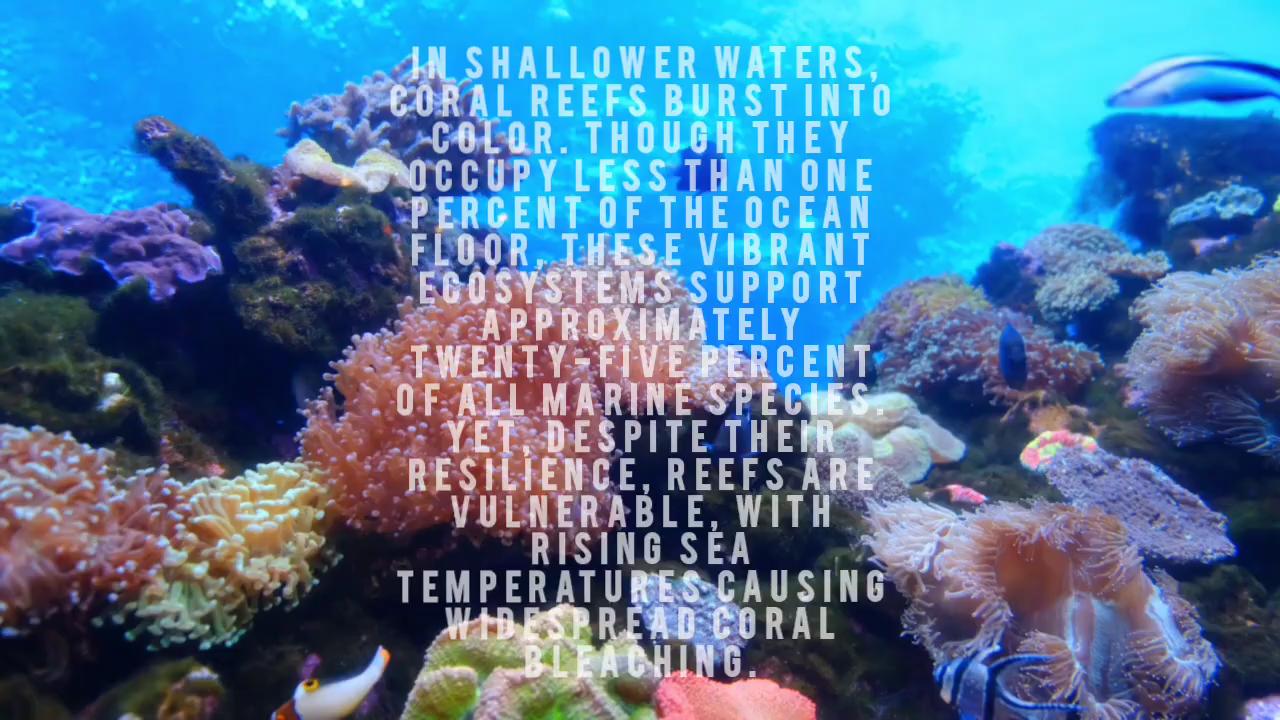 IN SHALLOWER WATERS,
CORAL REEFS BURST INTO
COLOR. THOUGH THEY
OCCUPY LESS THAN ONE
PERCENT OF THE OCEAN
FLOOR, THESE VIBRANT
ECOSYSTEMS SUPPORT
APPROXIMATELY
TWENTY-FIVE PERCENT
OF ALL MARINE SPECIES.
YET, DESPITE THEIR
RESILIENCE, REEFS ARE
VULNERABLE, WITH
RISING SEA
TEMPERATURES CAUSING
WIDESPREAD CORAL
BLEACHING.